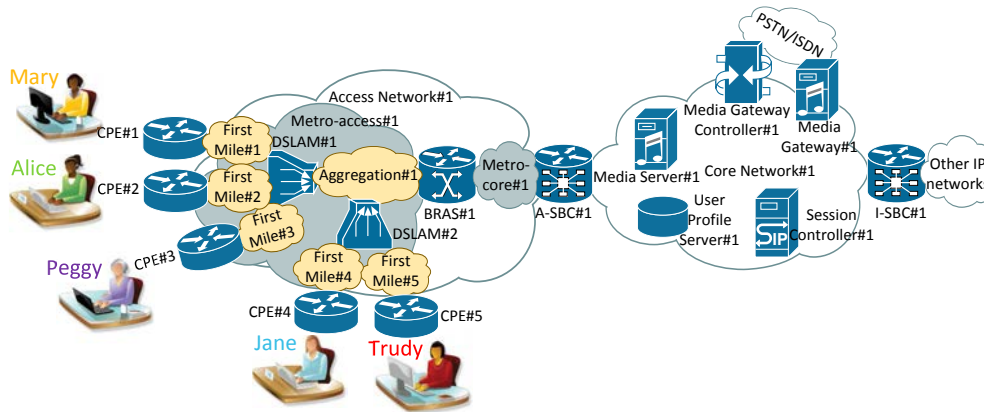 PSTN/ISDN
Mary
Access Network#1
Metro-access#1
CPE#1
First
Mile#1
DSLAM#1
Media Gateway
Controller#1
Media
Gateway#1
Alice
CPE#2
First
Mile#2
Aggregation#1
BRAS#1
Metro-
core#1
A-SBC#1
Media Server#1
Core Network#1
I-SBC#1
Other IP
networks
First
Mile#3
DSLAM#2
User
Profile
Server#1
SIP
Session
Controller#1
Peggy
CPE#3
First
Mile#4
First
Mile#5
CPE#4
CPE#5
Jane
Trudy